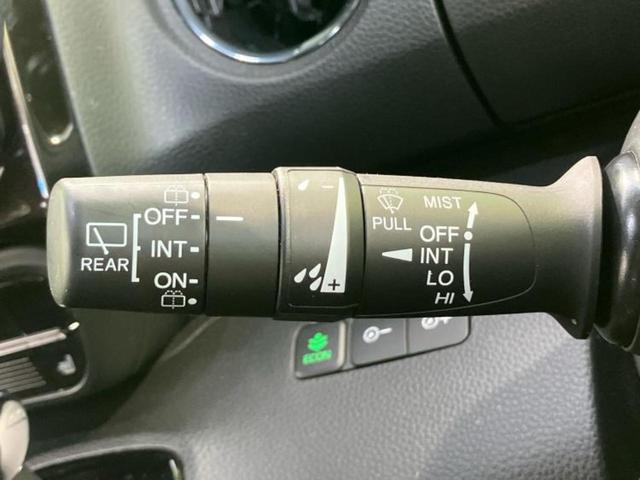 REAR
OFF
INT
ON
-
+
PULL
MIST
OFF
INT
LO
HI
ECON